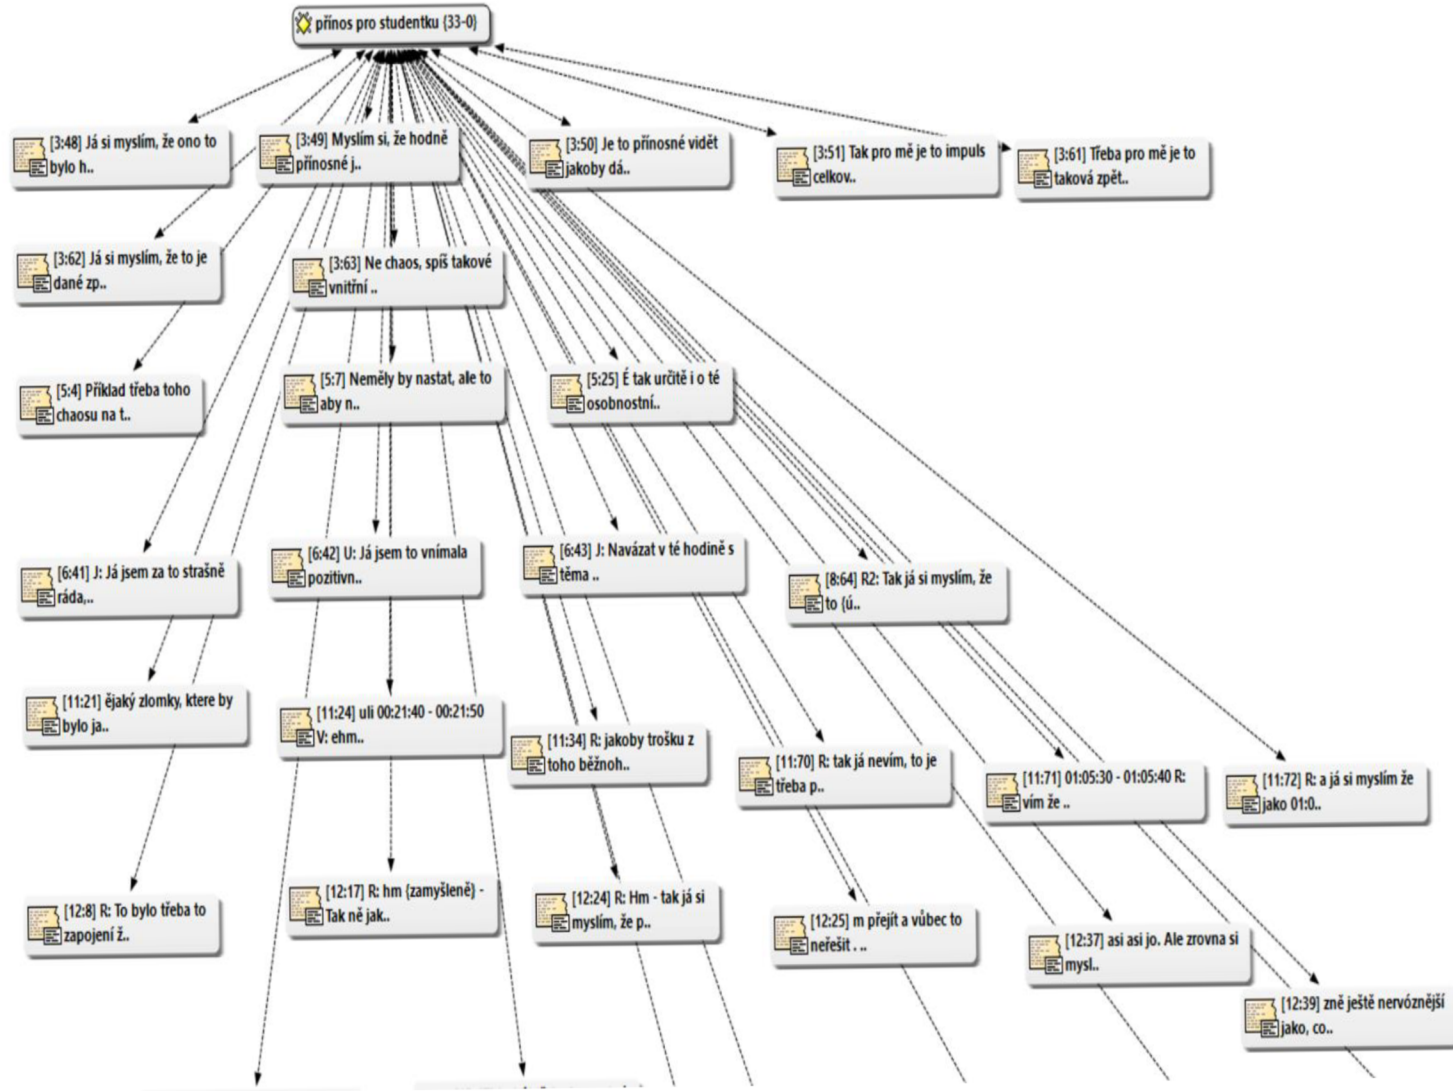 přínos pro studentku {33-0}
[3:48] Já si myslím, že ono to
bylo h..
[3:49] Myslím si, že hodně
přínosné j..
[3:50] Je to přínosné vidět
jakoby dá..
[3:51] Tak pro mě je to impuls
celkov..
[3:61] Třeba pro mě je to
taková zpět..
[3:62] Já si myslím, že to je
dané zp..
[3:63] Ne chaos, spíš takové
vnitřní ..
[5:4] Příklad třeba toho
chaosu na t..
[5:7] Neměly by nastat, ale to
aby n..
[5:25] É tak určitě i o té
osobnostní..
[6:41] J: Já jsem za to strašně
ráda,..
[6:42] U: Já jsem to vnímala
pozitivn..
[6:43] J: Navázat v té hodině s
těma ..
[8:64] R2: Tak já si myslím, že
to {ú..
[11:21] ějaký zlomky, ktere by
bylo ja..
[11:24] uli 00:21:40 - 00:21:50
V: ehm..
[11:34] R: jakoby trošku z
toho běžnoh..
[11:70] R: tak já nevím, to je
třeba p..
[11:71] 01:05:30 - 01:05:40 R:
vím že ..
[11:72] R: a já si myslím že
jako 01:0..
[12:8] R: To bylo třeba to
zapojení ž..
[12:17] R: hm {zamyšleně} -
Tak ně jak..
[12:24] R: Hm - tak já si
myslím, že p..
[12:25] m přejít a vůbec to
neřešit . ..
[12:37] asi asi jo. Ale zrovna si
mysl..
[12:39] zně ještě nervóznější
jako, co..